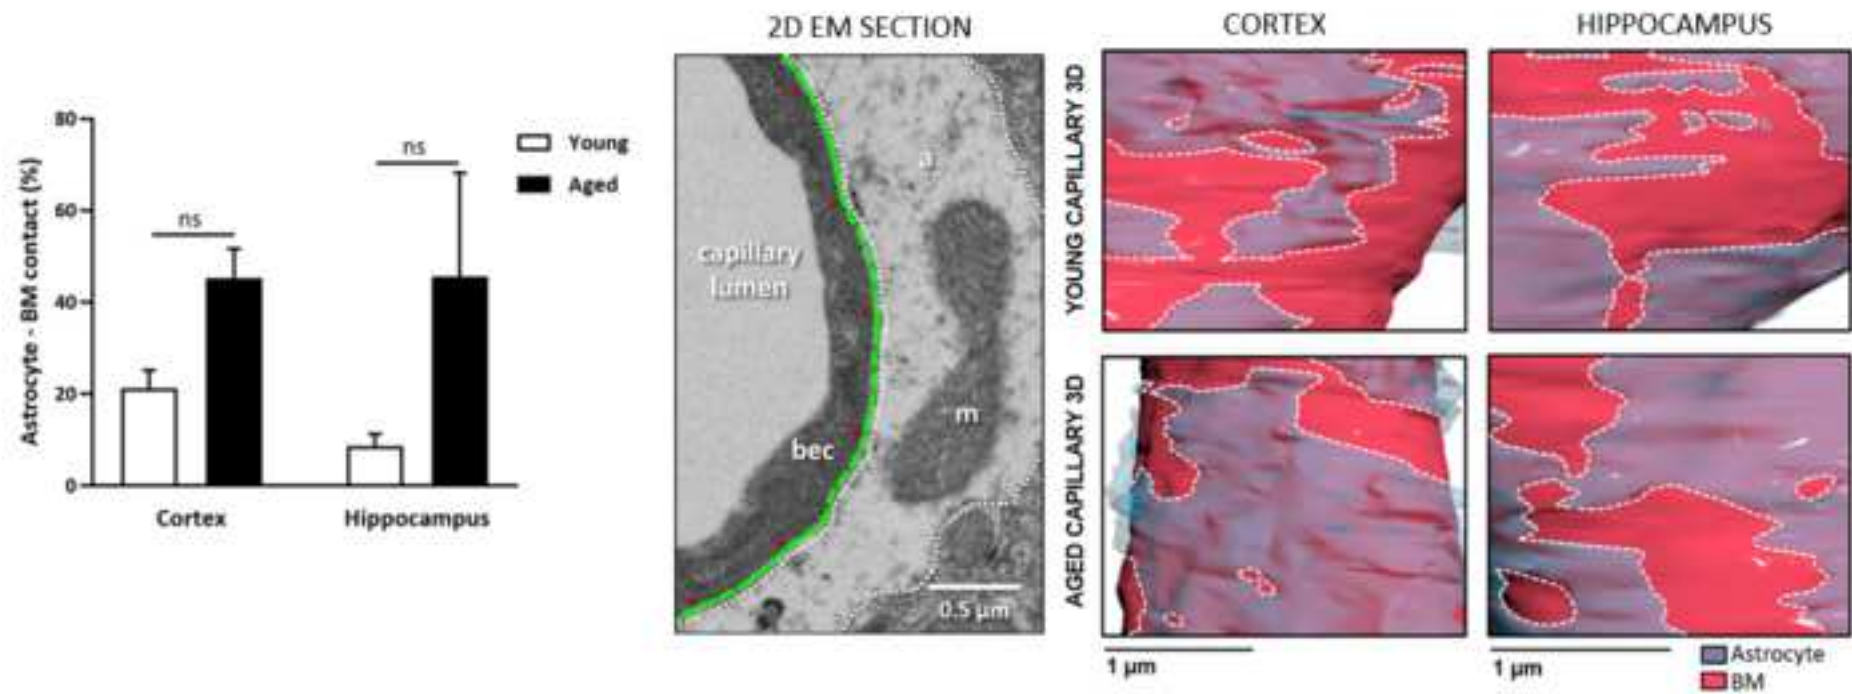 2D EM SECTION
CORTEX
HIPPOCAMPUS
Astrocyte - BM contact (%)
80
60
40
20
0
ns
ns
Young
Aged
Cortex
Hippocampus
capillary
lumen
a
m
bec
0.5 µm
YOUNG CAPILLARY 3D
AGED CAPILLARY 3D
1 µm
1 µm
Astrocyte
BM